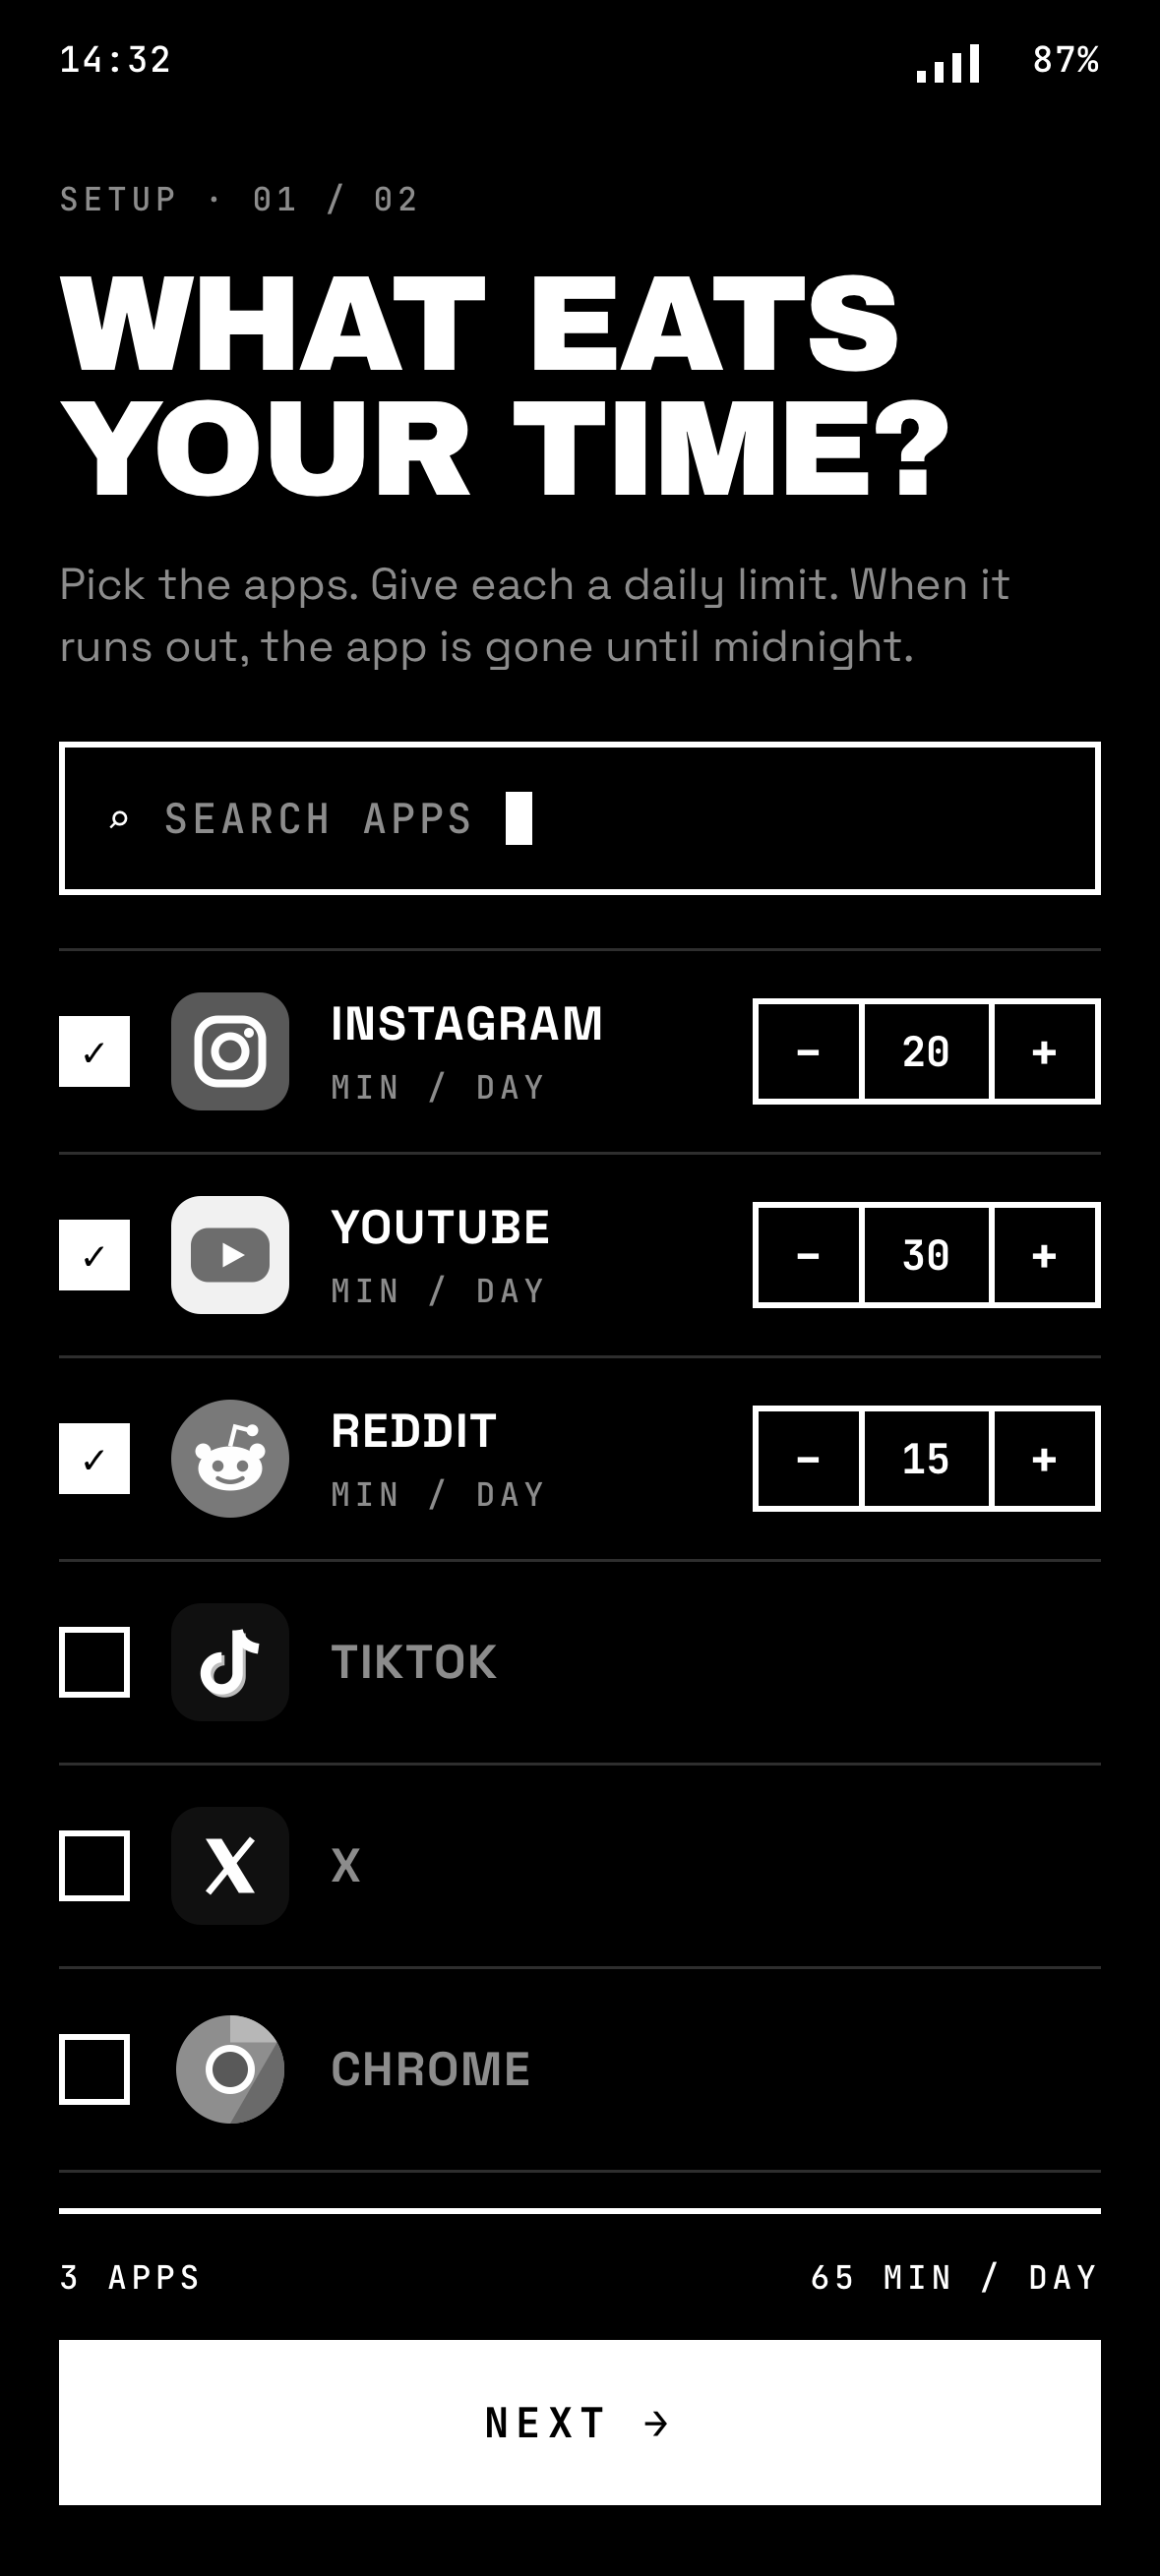 14:32 87%
SETUP · 01 / 02
WHAT EATS
YOUR TIME?
Pick the apps. Give each a daily limit. When it
runs out, the app is gone until midnight.
⌕ SEARCH APPS
✓ INSTAGRAM − 20 +
MIN / DAY
✓ YOUTUBE − 30 +
MIN / DAY
✓ REDDIT − 15 +
MIN / DAY
TIKTOK
X
CHROME
3 APPS 65 MIN / DAY
NEXT →